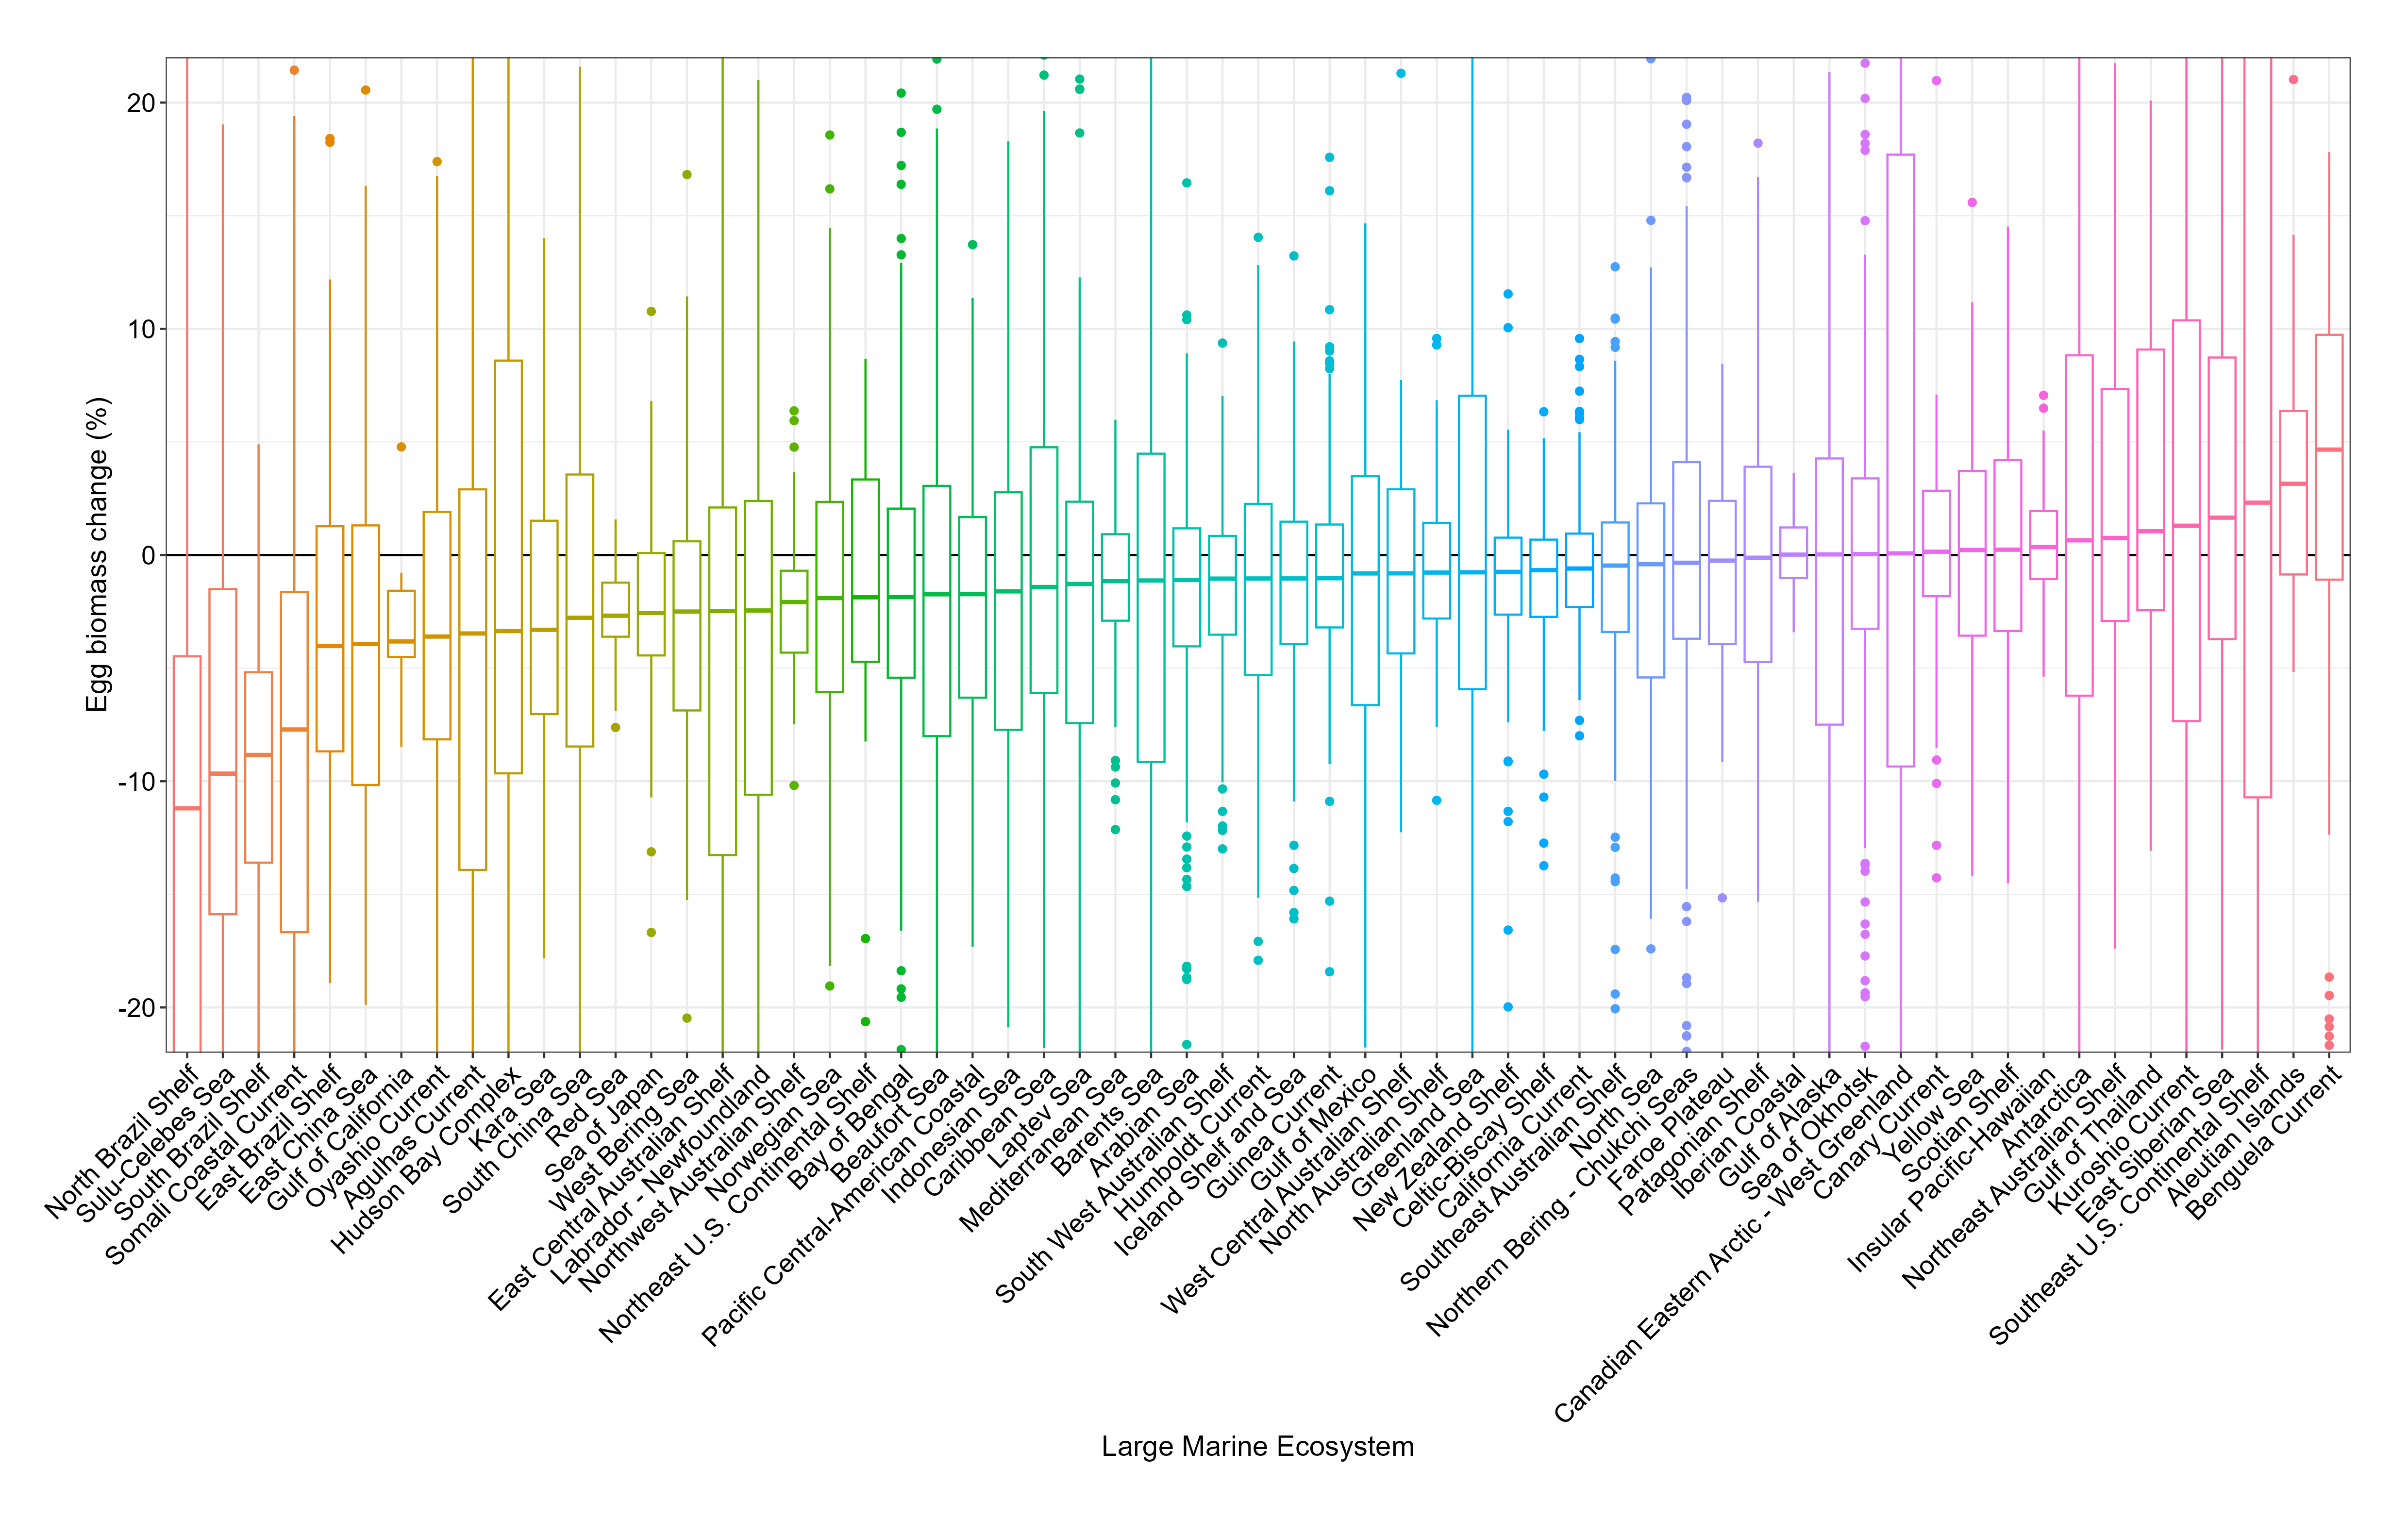 20
10
0
-10
-20
Egg biomass change (%)
North Brazil Shelf
Sulu-Celebes Sea
South Brazil Shelf
Somali Coastal Current
East Brazil Shelf
East China Sea
Gulf of California
Oyashio Current
Agulhas Current
Hudson Bay Complex
Kara Sea
South China Sea
Red Sea
Sea of Japan
West Bering Sea
East Central Australian Shelf
Labrador - Newfoundland
Northwest Australian Shelf
Norwegian Sea
Northeast U.S. Continental Shelf
Bay of Bengal
Beaufort Sea
Pacific Central-American Coastal
Indonesian Sea
Caribbean Sea
Laptev Sea
Mediterranean Sea
Barents Sea
Arabian Sea
South West Australian Shelf
Humboldt Current
Iceland Shelf and Sea
Guinea Current
Gulf of Mexico
West Central Australian Shelf
North Australian Shelf
Greenland Sea
New Zealand Shelf
Celtic-Biscay Shelf
California Current
Southeast Australian Shelf
North Sea
Northern Bering - Chukchi Seas
Faroe Plateau
Patagonian Shelf
Iberian Coastal
Gulf of Alaska
Sea of Okhotsk
Canadian Eastern Arctic - West Greenland
Canary Current
Yellow Sea
Scotian Shelf
Insular Pacific-Hawaiian
Antarctica
Northeast Australian Shelf
Gulf of Thailand
Kuroshio Current
East Siberian Sea
Southeast U.S. Continental Shelf
Aleutian Islands
Benguela Current
Large Marine Ecosystem